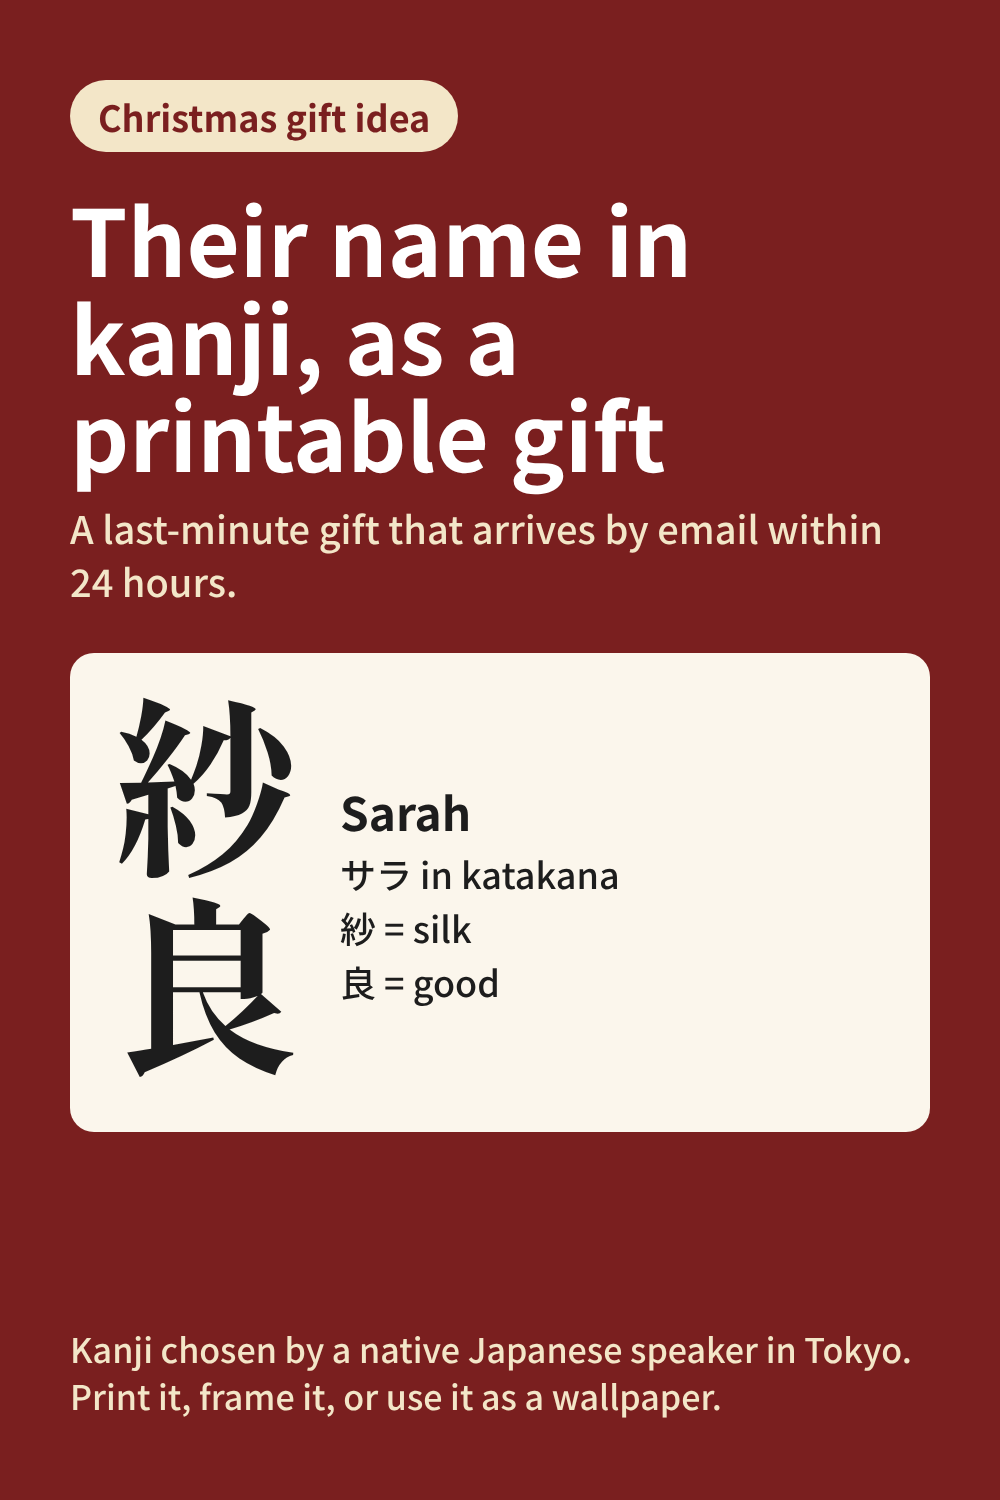 Christmas gift idea
Their name in
kanji, as a
printable gift
A last-minute gift that arrives by email within
24 hours.
紗
良
Sarah
サラ in katakana
紗 = silk
良 = good
Kanji chosen by a native Japanese speaker in Tokyo.
Print it, frame it, or use it as a wallpaper.